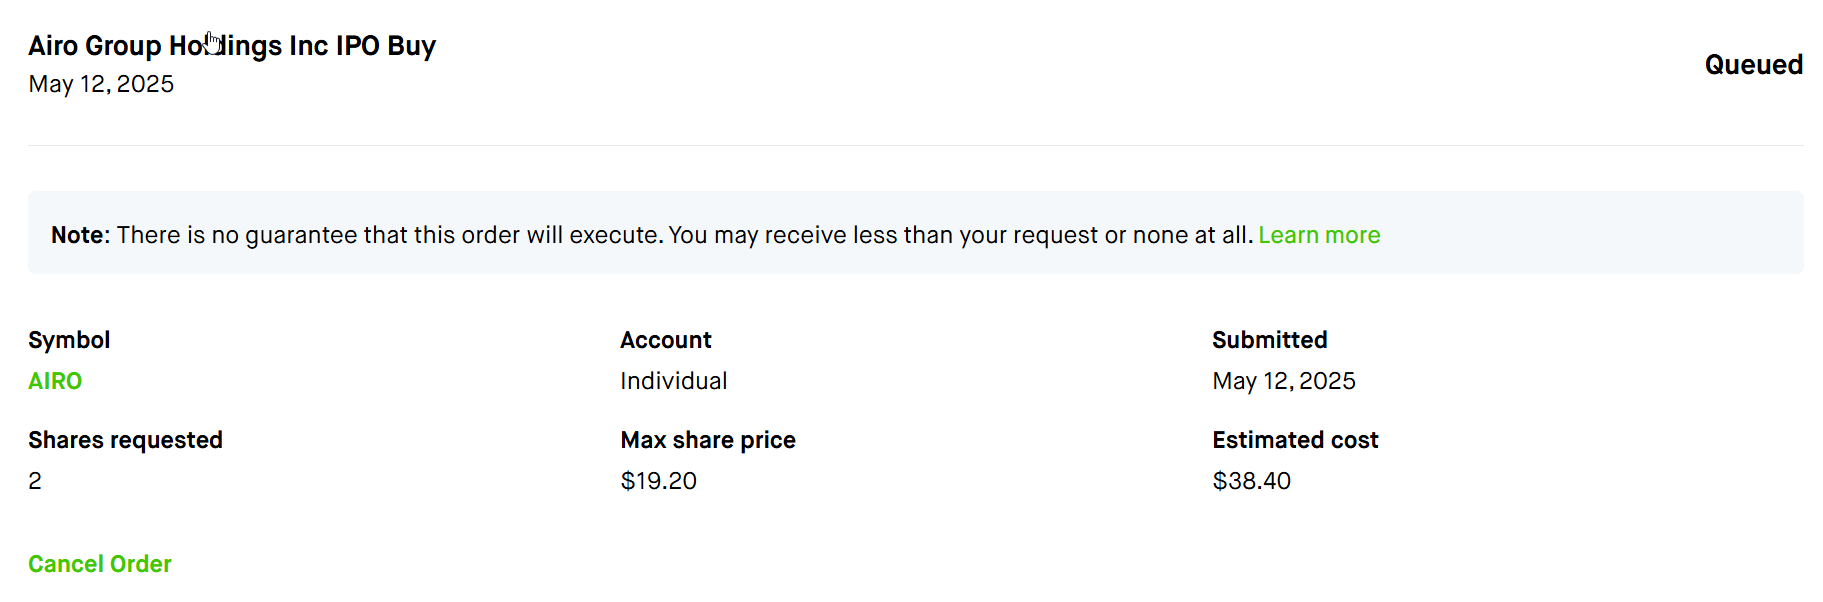 Airo Group Holdings Inc IPO Buy
May 12, 2025
Queued
Note: There is no guarantee that this order will execute. You may receive less than your request or none at all. Learn more
Symbol
AIRO
Account
Individual
Submitted
May 12, 2025
Shares requested
2
Max share price
$19.20
Estimated cost
$38.40
Cancel Order